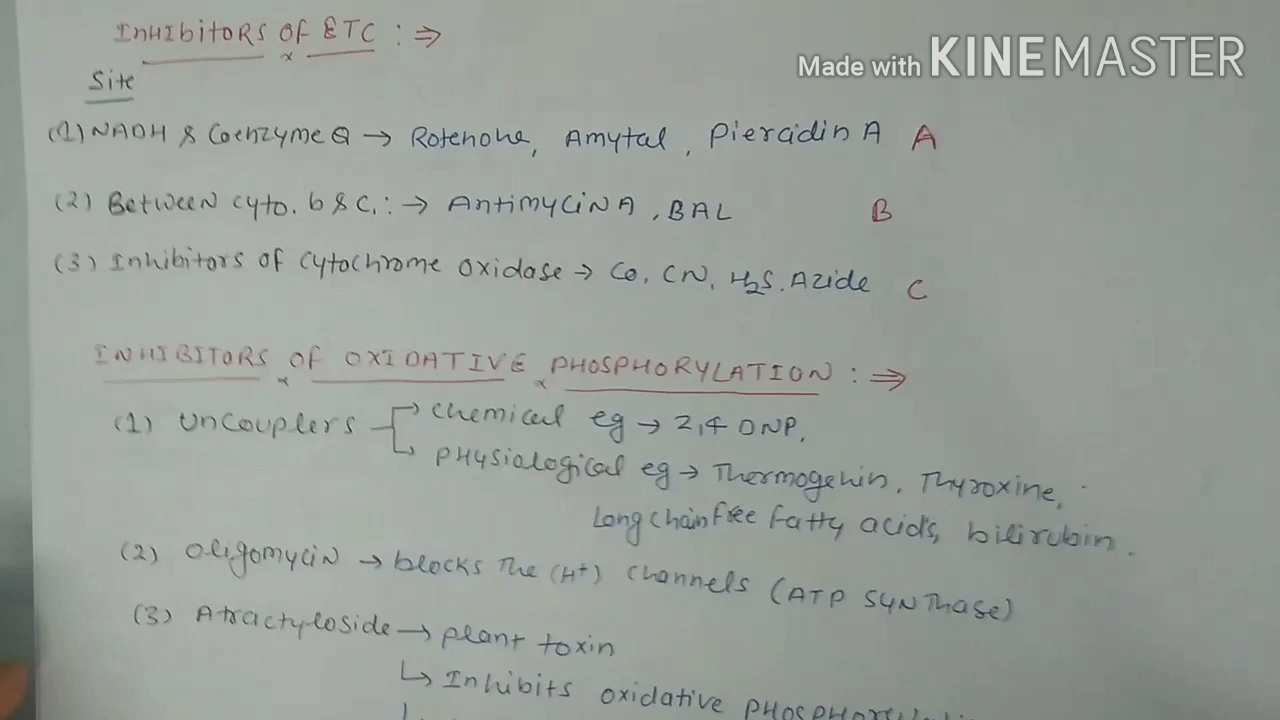 Inhibitors of ETC : ⇒
Made with KINEMASTER
Site
(1) NADH & Coenzyme Q → Rotenone, Amytal, Piericidin A A
(2) Between cyto. b & c₁ : → Antimycin A, BAL B
(3) Inhibitors of cytochrome oxidase → Co, CN, H₂S. Azide C
INHIBITORS OF OXIDATIVE PHOSPHORYLATION : ⇒
(1) Uncouplers → chemical eg → 2,4 DNP,
↳ Physiological eg → Thermogenin, Thyroxine,
Long chain free fatty acids, bilirubin.
(2) Oligomycin → blocks the (H⁺) channels (ATP synthase)
(3) Atractyloside → plant toxin
↳ Inhibits oxidative